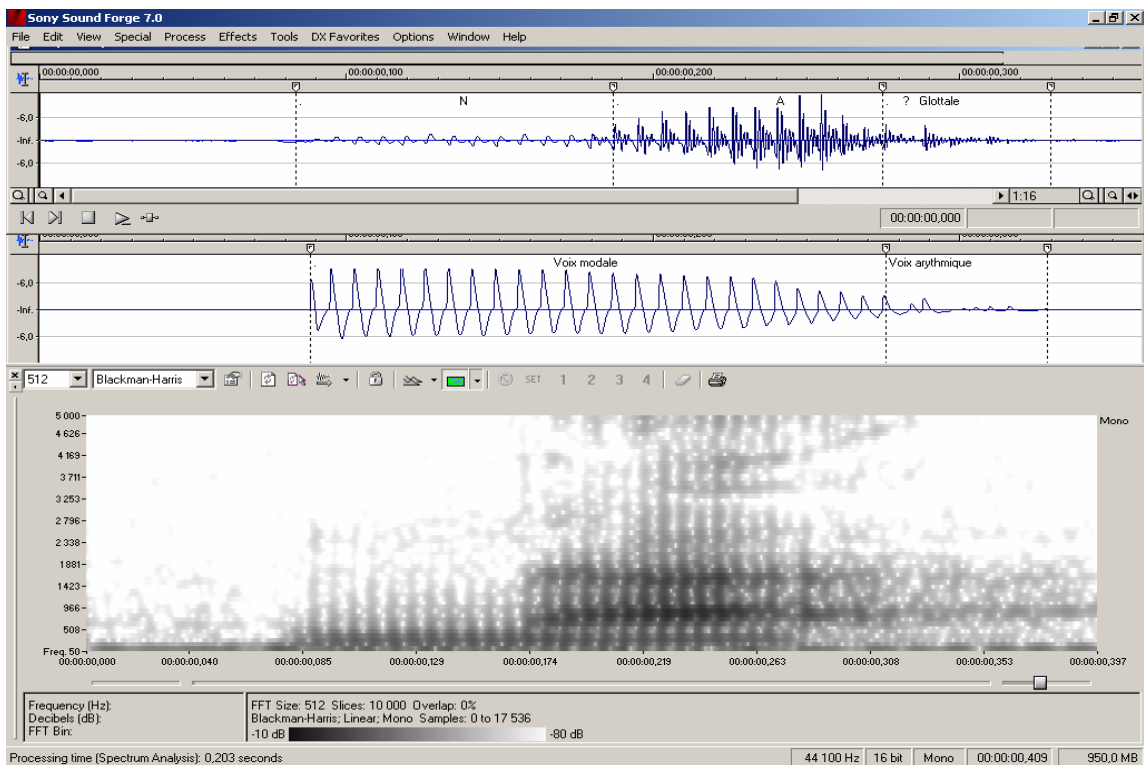 Sony Sound Forge 7.0
File Edit View Special Process Effects Tools DX Favorites Options Window Help
00:00:00,000 00:00:00,100 00:00:00,200 00:00:00,300
N A ? Glottale
-6,0
-Inf.
-6,0
1:16
00:00:00,000
Voix modale Voix arythmique
-6,0
-Inf.
-6,0
512 Blackman-Harris SET 1 2 3 4
5 000
4 626
4 169
3 711
3 253
2 796
2 338
1 881
1 423
966
508
Freq. 50
Mono
00:00:00,000 00:00:00,040 00:00:00,085 00:00:00,129 00:00:00,174 00:00:00,219 00:00:00,263 00:00:00,308 00:00:00,353 00:00:00,397
Frequency (Hz):
Decibels (dB):
FFT Bin:
FFT Size: 512 Slices: 10 000 Overlap: 0%
Blackman-Harris; Linear; Mono Samples: 0 to 17 536
-10 dB -80 dB
Processing time (Spectrum Analysis): 0,203 seconds 44 100 Hz 16 bit Mono 00:00:00,409 950,0 MB